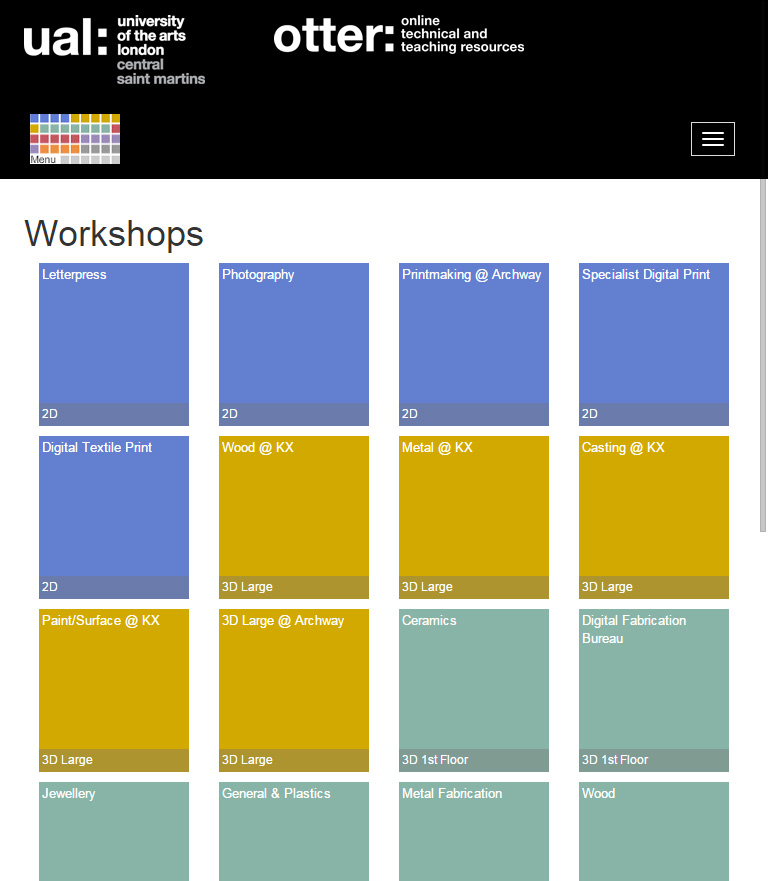 ual:
university
of the arts
london
central
saint martins
otter:
online
technical and
teaching resources
Menu
Workshops
Letterpress
2D
Photography
2D
Printmaking @ Archway
2D
Specialist Digital Print
2D
Digital Textile Print
2D
Wood @ KX
3D Large
Metal @ KX
3D Large
Casting @ KX
3D Large
Paint/Surface @ KX
3D Large
3D Large @ Archway
3D Large
Ceramics
3D 1st Floor
Digital Fabrication
Bureau
3D 1st Floor
Jewellery
General & Plastics
Metal Fabrication
Wood